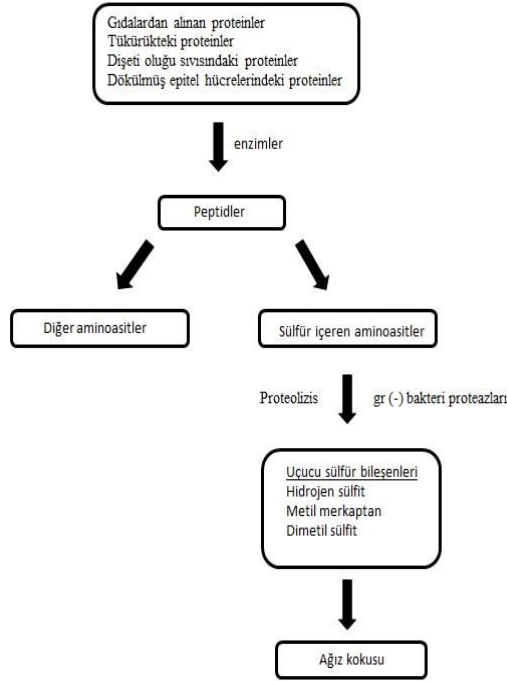 Gıdalardan alınan proteinler
Tükürükteki proteinler
Dişeti oluğu sıvısındaki proteinler
Dökülmüş epitel hücrelerindeki proteinler
enzimler
Peptidler
Diğer aminoasitler
Sülfür içeren aminoasitler
Proteolizis gr (-) bakteri proteazları
Uçucu sülfür bileşenleri
Hidrojen sülfit
Metil merkaptan
Dimetil sülfit
Ağız kokusu